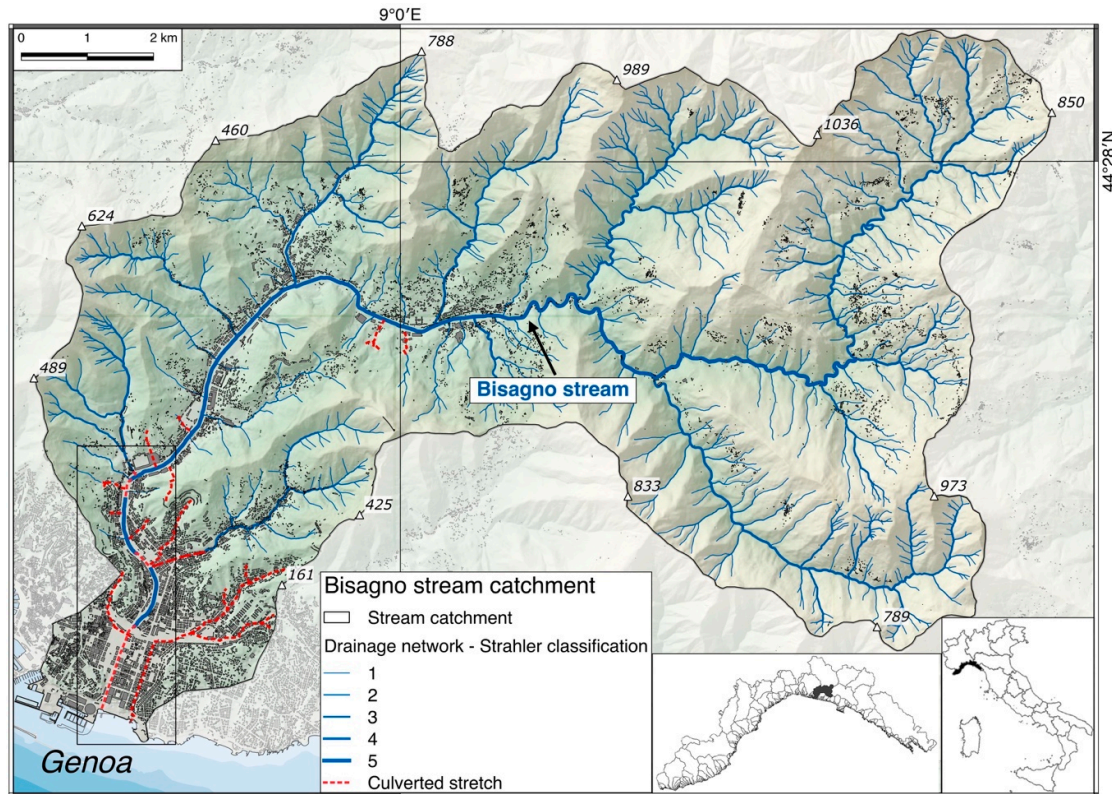 9°0′E
0 1 2 km
788
989
850
1036
460
44°28′N
624
Bisagno stream
489
833
973
425
161
789
Bisagno stream catchment
Stream catchment
Drainage network - Strahler classification
1
2
3
4
5
Culverted stretch
Genoa